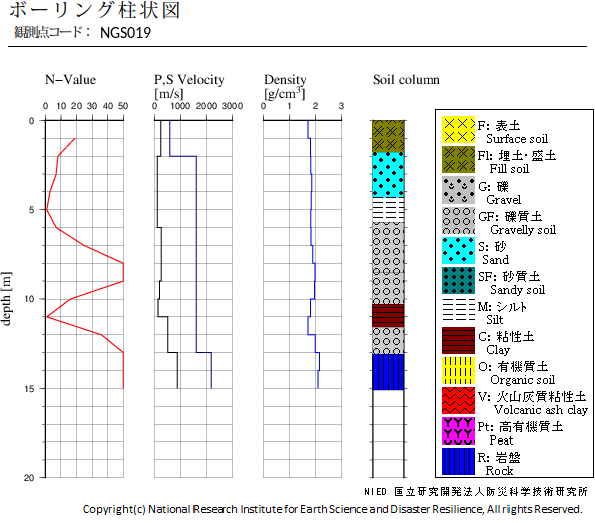 ボーリング柱状図
観測点コード： NGS019
N-Value
P,S Velocity
[m/s]
Density
[g/cm³]
Soil column
0 10 20 30 40 50
0 1000 2000 3000
0 1 2 3
0
5
10
15
20
depth [m]
F: 表土
Surface soil
Fl: 埋土・盛土
Fill soil
G: 礫
Gravel
GF: 礫質土
Gravelly soil
S: 砂
Sand
SF: 砂質土
Sandy soil
M: シルト
Silt
C: 粘性土
Clay
O: 有機質土
Organic soil
V: 火山灰質粘性土
Volcanic ash clay
Pt: 高有機質土
Peat
R: 岩盤
Rock
NIED 国立研究開発法人防災科学技術研究所
Copyright(c) National Research Institute for Earth Science and Disaster Resilience, All rights Reserved.